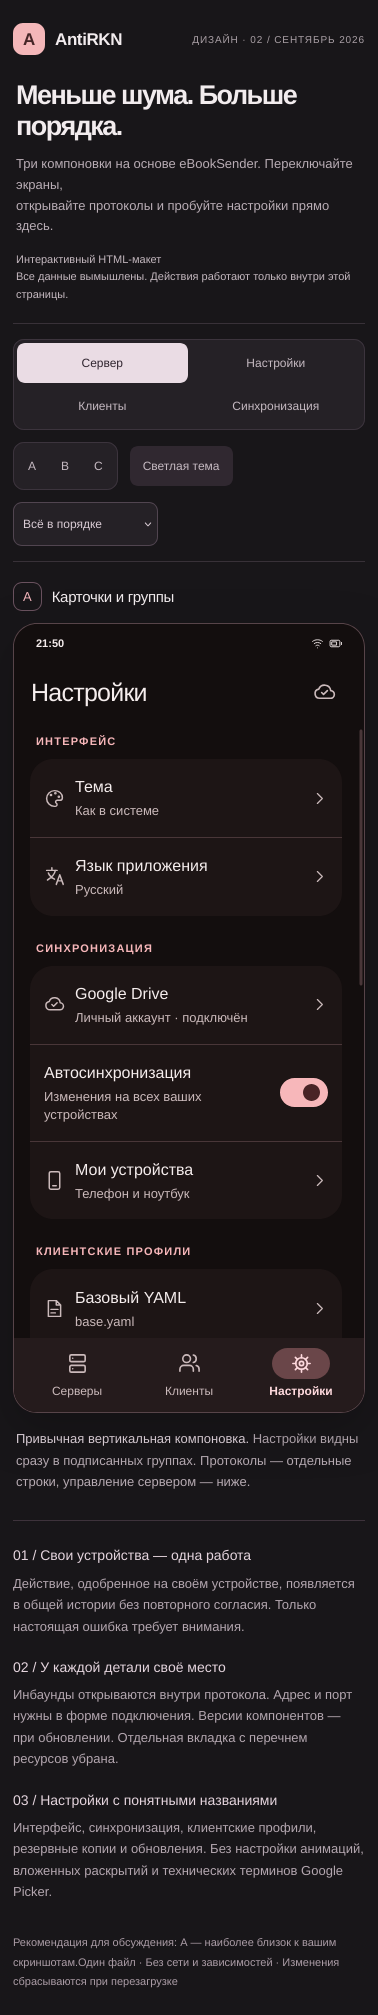 A AntiRKN ДИЗАЙН · 02 / СЕНТЯБРЬ 2026
Меньше шума. Больше
порядка.
Три компоновки на основе eBookSender. Переключайте
экраны,
открывайте протоколы и пробуйте настройки прямо
здесь.
Интерактивный HTML-макет
Все данные вымышлены. Действия работают только внутри этой
страницы.
Сервер Настройки
Клиенты Синхронизация
A B C Светлая тема
Всё в порядке
A Карточки и группы
21:50
Настройки
ИНТЕРФЕЙС
Тема
Как в системе
Язык приложения
Русский
СИНХРОНИЗАЦИЯ
Google Drive
Личный аккаунт · подключён
Автосинхронизация
Изменения на всех ваших
устройствах
Мои устройства
Телефон и ноутбук
КЛИЕНТСКИЕ ПРОФИЛИ
Базовый YAML
base.yaml
Серверы Клиенты Настройки
Привычная вертикальная компоновка. Настройки видны
сразу в подписанных группах. Протоколы — отдельные
строки, управление сервером — ниже.
01 / Свои устройства — одна работа
Действие, одобренное на своём устройстве, появляется
в общей истории без повторного согласия. Только
настоящая ошибка требует внимания.
02 / У каждой детали своё место
Инбаунды открываются внутри протокола. Адрес и порт
нужны в форме подключения. Версии компонентов —
при обновлении. Отдельная вкладка с перечнем
ресурсов убрана.
03 / Настройки с понятными названиями
Интерфейс, синхронизация, клиентские профили,
резервные копии и обновления. Без настройки анимаций,
вложенных раскрытий и технических терминов Google
Picker.
Рекомендация для обсуждения: A — наиболее близок к вашим
скриншотам.Один файл · Без сети и зависимостей · Изменения
сбрасываются при перезагрузке